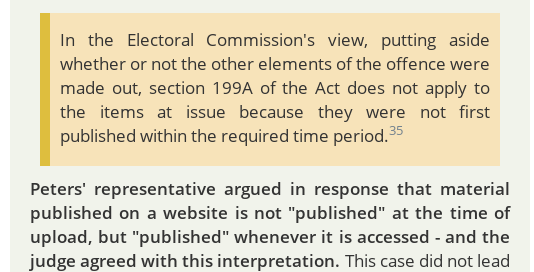 In the Electoral Commission's view, putting aside
whether or not the other elements of the offence were
made out, section 199A of the Act does not apply to
the items at issue because they were not first
published within the required time period.35
Peters' representative argued in response that material
published on a website is not "published" at the time of
upload, but "published" whenever it is accessed - and the
judge agreed with this interpretation. This case did not lead